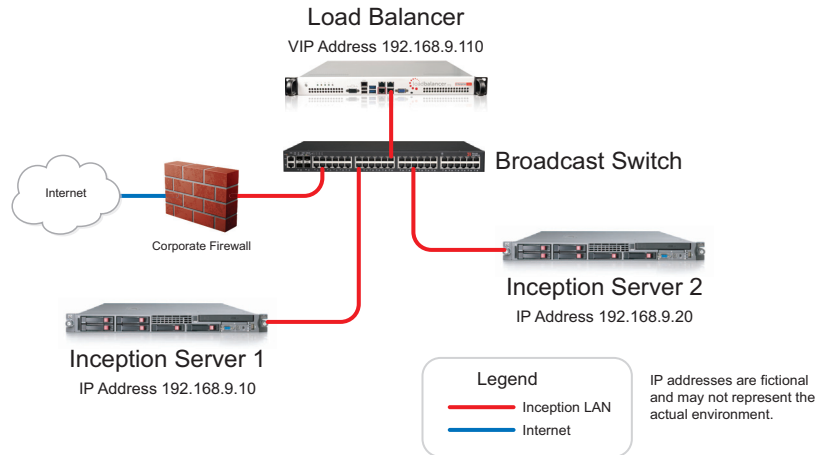 Load Balancer
VIP Address 192.168.9.110
loadbalancer
Broadcast Switch
Internet
Corporate Firewall
Inception Server 2
IP Address 192.168.9.20
Inception Server 1
IP Address 192.168.9.10
Legend
Inception LAN
Internet
IP addresses are fictional
and may not represent the
actual environment.